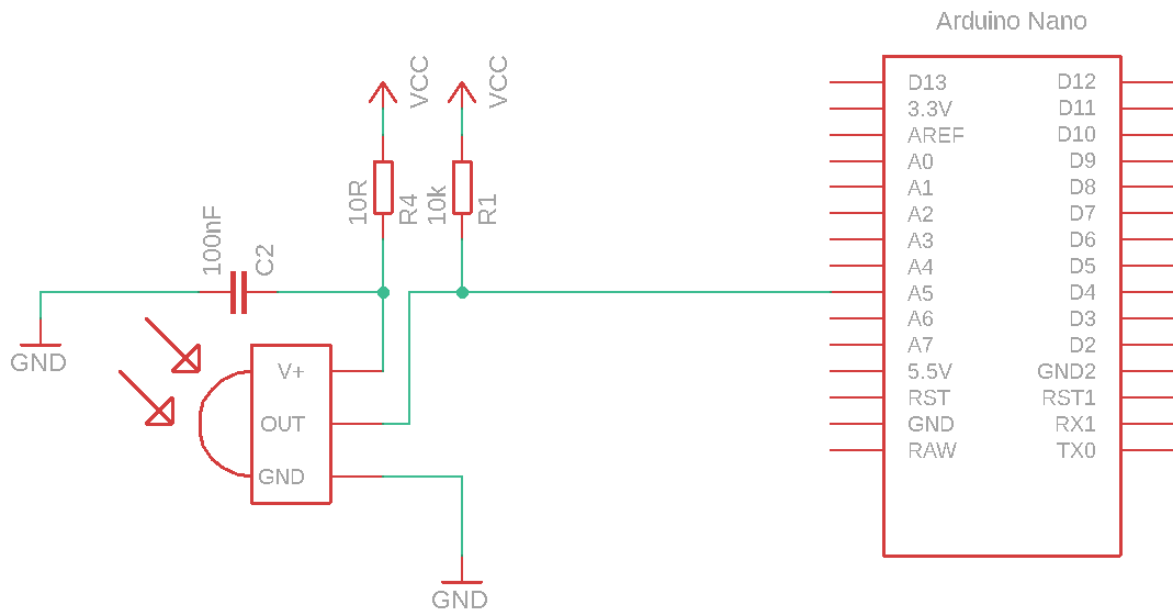 Arduino Nano
VCC
VCC
10R
R4
10k
R1
100nF
C2
GND
V+
OUT
GND
GND
D13
3.3V
AREF
A0
A1
A2
A3
A4
A5
A6
A7
5.5V
RST
GND
RAW
D12
D11
D10
D9
D8
D7
D6
D5
D4
D3
D2
GND2
RST1
RX1
TX0